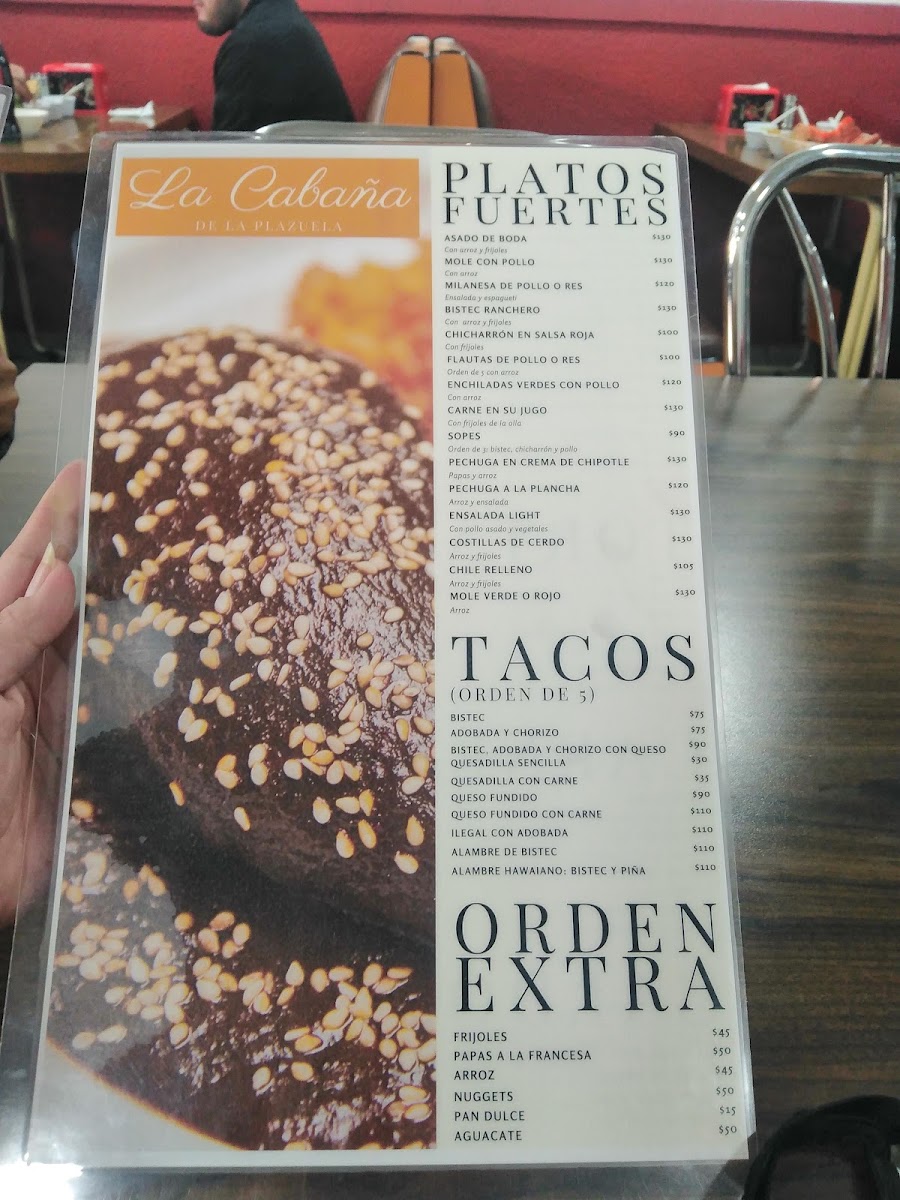 La Cabaña
DE LA PLAZUELA
PLATOS
FUERTES
ASADO DE BODA $130
Con arroz y frijoles
MOLE CON POLLO $130
Con arroz
MILANESA DE POLLO O RES $120
Ensalada y espagueti
BISTEC RANCHERO $130
Con arroz y frijoles
CHICHARRÓN EN SALSA ROJA $100
Con frijoles
FLAUTAS DE POLLO O RES $100
Orden de 5 con arroz
ENCHILADAS VERDES CON POLLO $120
Con arroz
CARNE EN SU JUGO $130
Con frijoles de la olla
SOPES $90
Orden de 3: bistec, chicharrón y pollo
PECHUGA EN CREMA DE CHIPOTLE $130
Papas y arroz
PECHUGA A LA PLANCHA $120
Arroz y ensalada
ENSALADA LIGHT $130
Con pollo asado y vegetales
COSTILLAS DE CERDO $130
Arroz y frijoles
CHILE RELLENO $105
Arroz y frijoles
MOLE VERDE O ROJO $130
Arroz
TACOS
(ORDEN DE 5)
BISTEC $75
ADOBADA Y CHORIZO $75
BISTEC, ADOBADA Y CHORIZO CON QUESO $90
QUESADILLA SENCILLA $30
QUESADILLA CON CARNE $35
QUESO FUNDIDO $90
QUESO FUNDIDO CON CARNE $110
ILEGAL CON ADOBADA $110
ALAMBRE DE BISTEC $110
ALAMBRE HAWAIANO: BISTEC Y PIÑA $110
ORDEN
EXTRA
FRIJOLES $45
PAPAS A LA FRANCESA $50
ARROZ $45
NUGGETS $50
PAN DULCE $15
AGUACATE $50